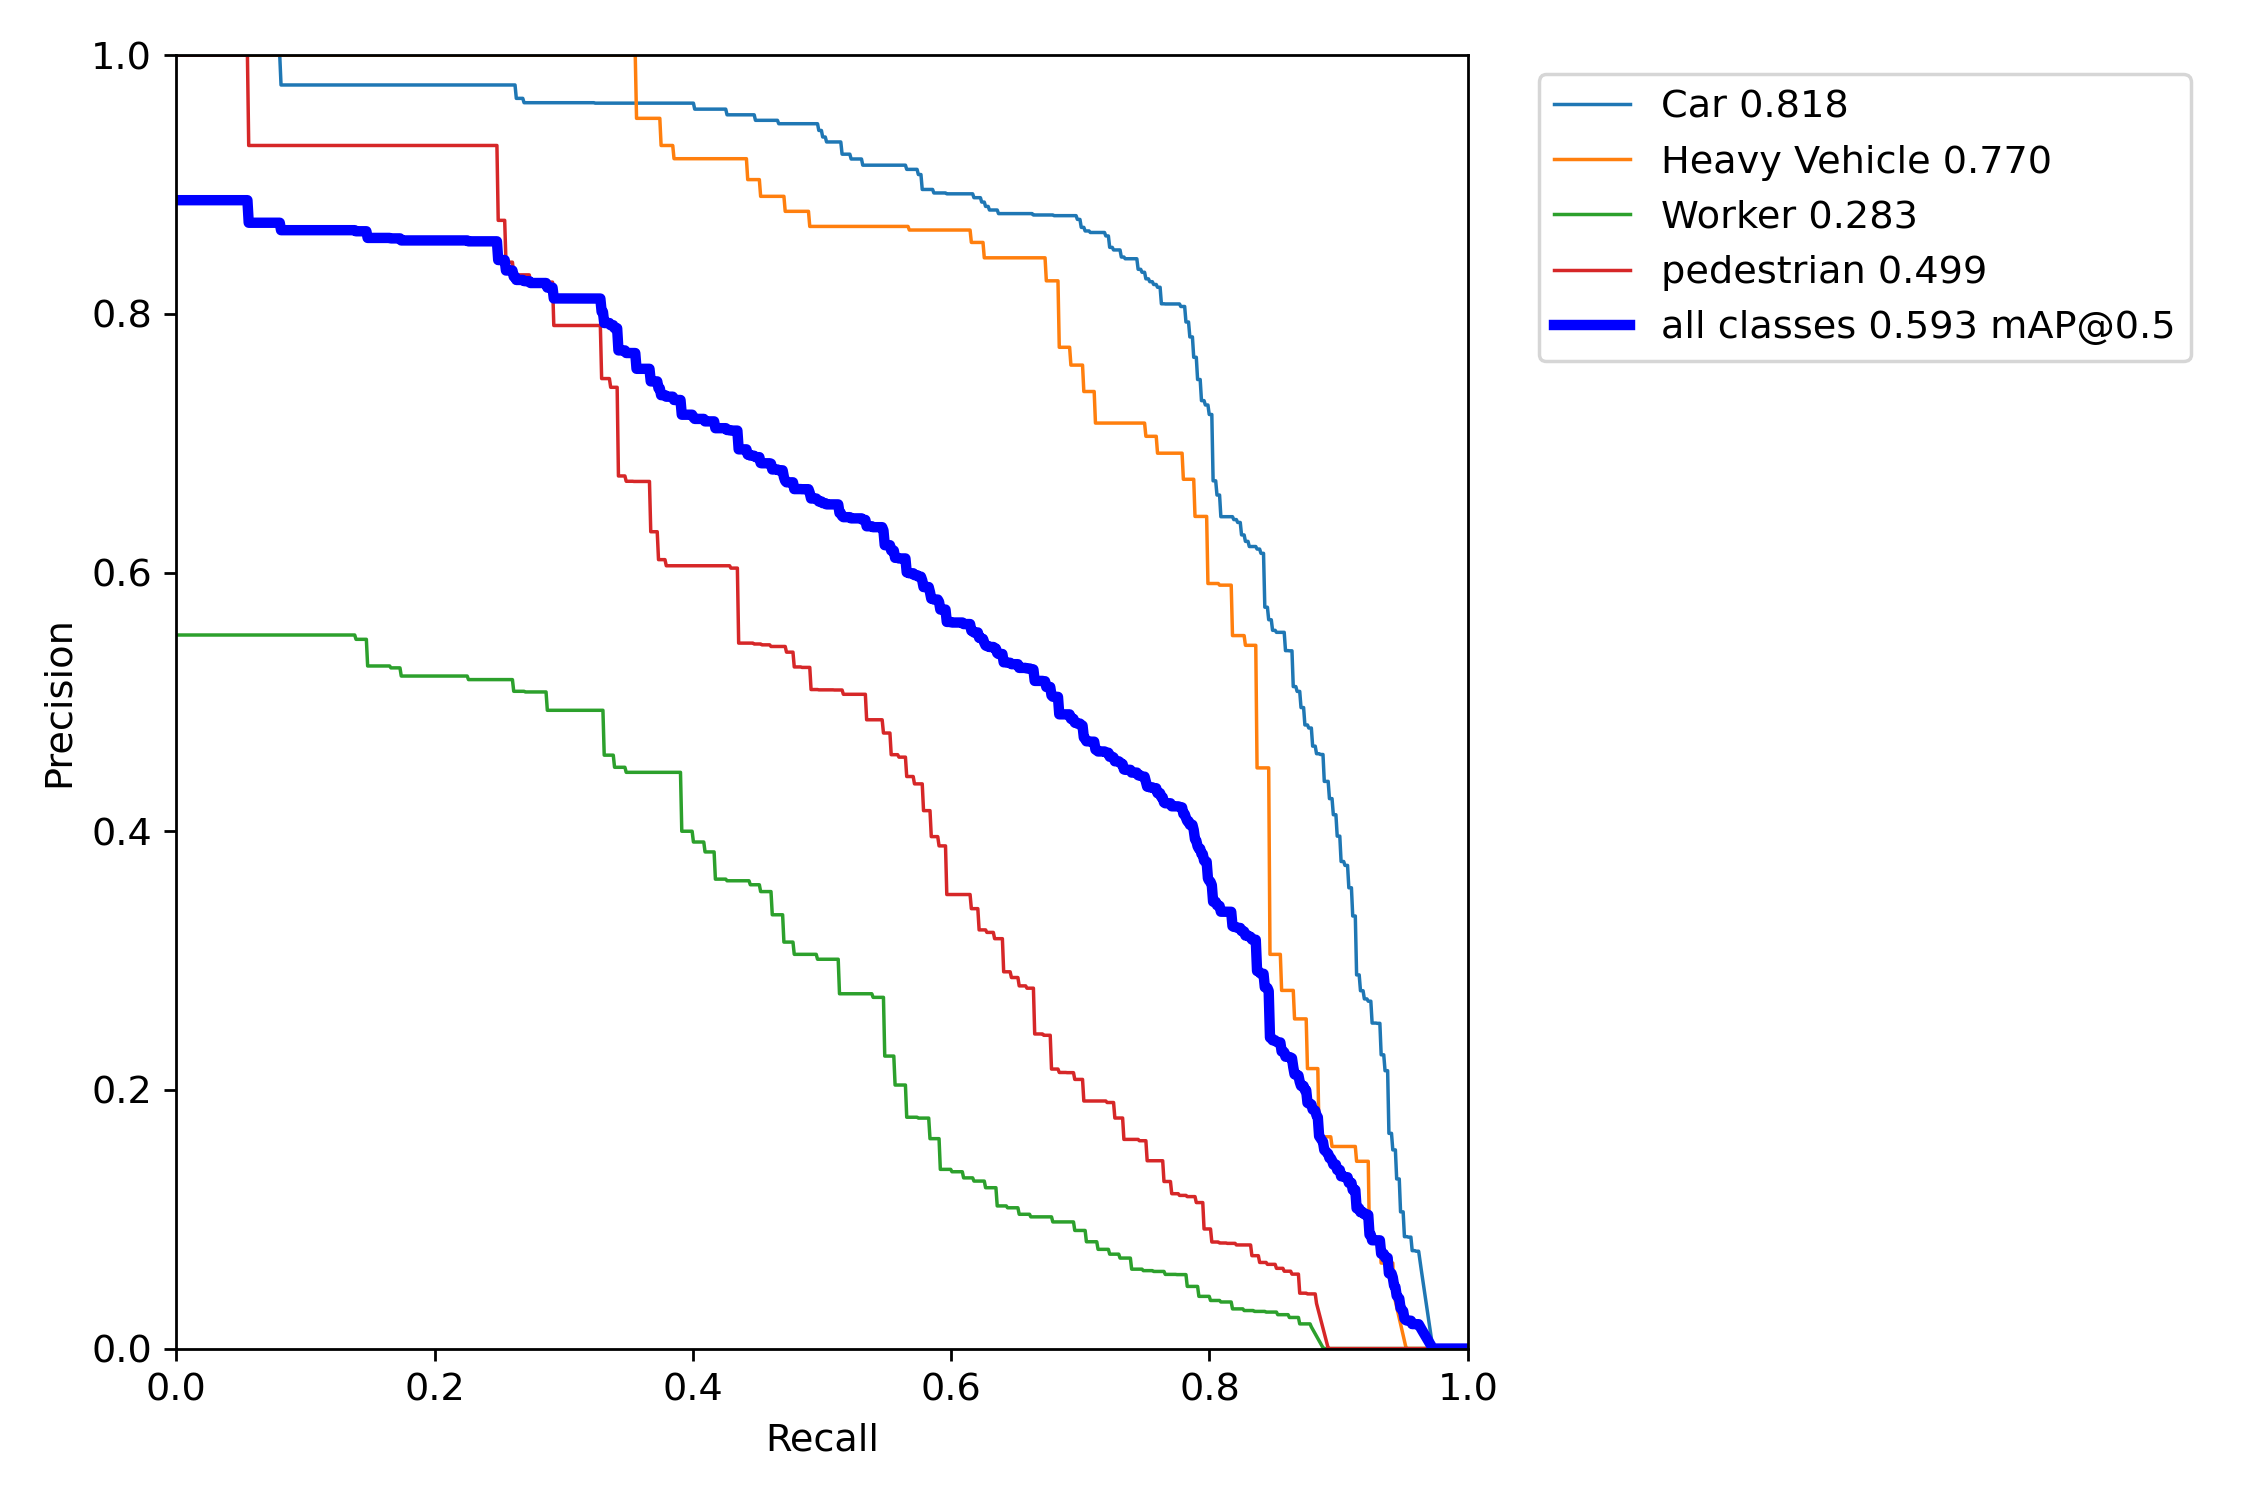 1.0
0.8
0.6
0.4
0.2
0.0
Precision
0.0 0.2 0.4 0.6 0.8 1.0
Recall
Car 0.818
Heavy Vehicle 0.770
Worker 0.283
pedestrian 0.499
all classes 0.593 mAP@0.5